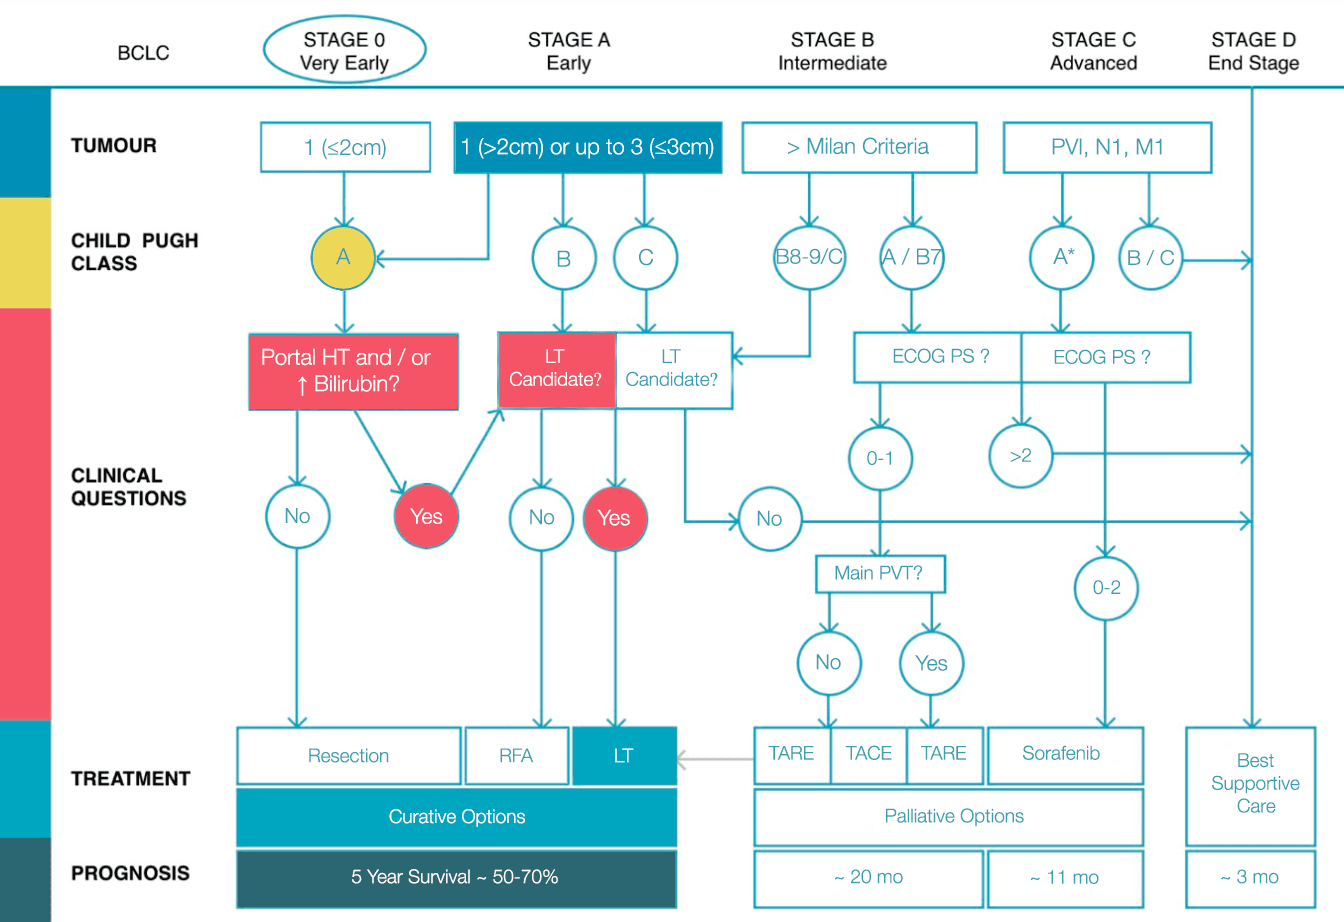 BCLC
STAGE 0
Very Early
STAGE A
Early
STAGE B
Intermediate
STAGE C
Advanced
STAGE D
End Stage
TUMOUR
1 (≤2cm)
1 (>2cm) or up to 3 (≤3cm)
> Milan Criteria
PVI, N1, M1
CHILD PUGH
CLASS
A
B
C
B8-9/C
A / B7
A*
B / C
Portal HT and / or
↑ Bilirubin?
LT
Candidate?
LT
Candidate?
ECOG PS ?
ECOG PS ?
CLINICAL
QUESTIONS
0-1
>2
No
Yes
No
Yes
No
Main PVT?
0-2
No
Yes
TREATMENT
Resection
RFA
LT
TARE
TACE
TARE
Sorafenib
Best
Supportive
Care
Curative Options
Palliative Options
PROGNOSIS
5 Year Survival ~ 50-70%
~ 20 mo
~ 11 mo
~ 3 mo